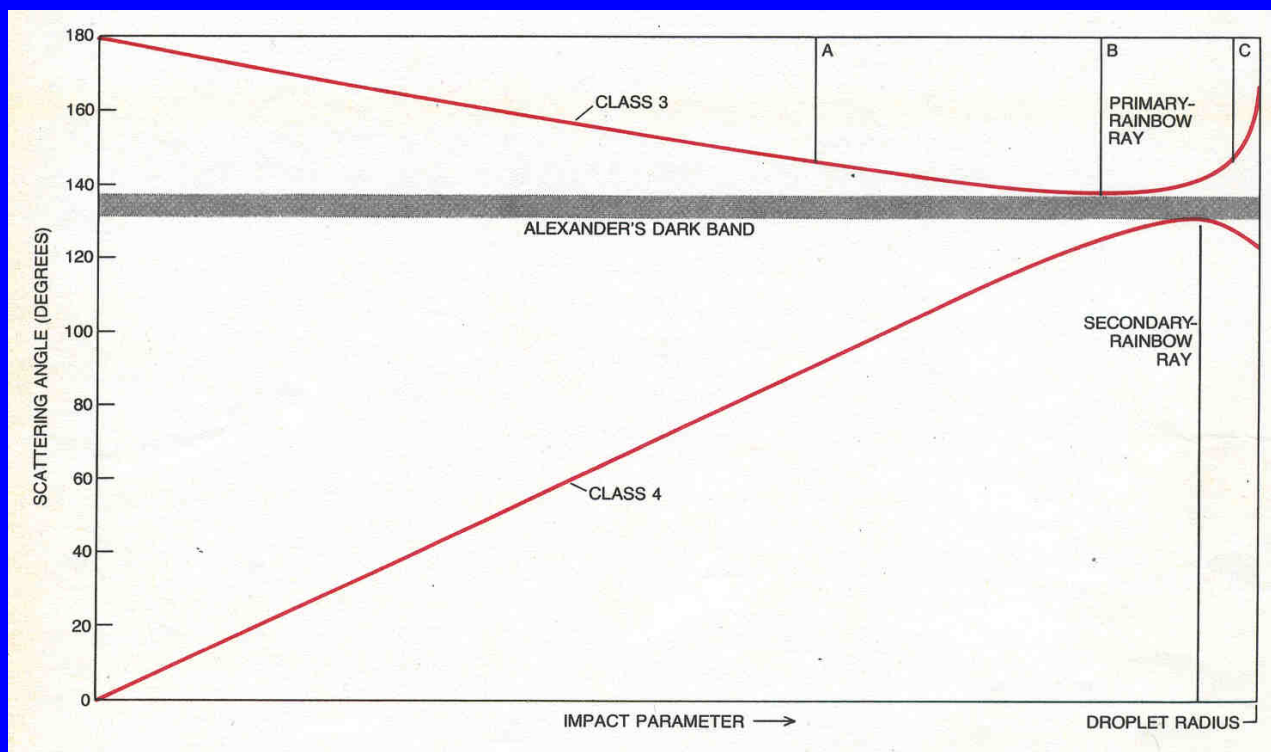 180
160
140
120
100
80
60
40
20
0
SCATTERING ANGLE (DEGREES)
CLASS 3
A
B
C
PRIMARY-
RAINBOW
RAY
ALEXANDER'S DARK BAND
SECONDARY-
RAINBOW
RAY
CLASS 4
IMPACT PARAMETER →
DROPLET RADIUS